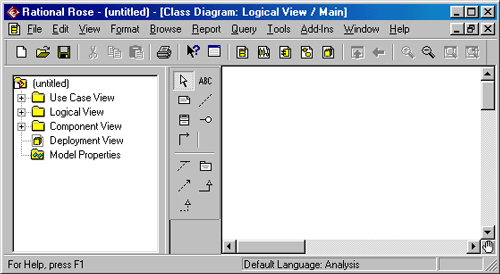 Rational Rose - (untitled) - [Class Diagram: Logical View / Main]
File Edit View Format Browse Report Query Tools Add-Ins Window Help
(untitled)
Use Case View
Logical View
Component View
Deployment View
Model Properties
ABC
For Help, press F1
Default Language: Analysis